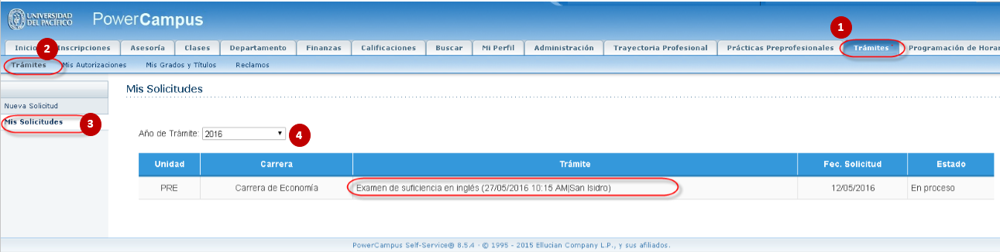 UNIVERSIDAD DEL PACÍFICO
PowerCampus
1
Inicio Inscripciones Asesoría Clases Departamento Finanzas Calificaciones Buscar Mi Perfil Administración Trayectoria Profesional Prácticas Preprofesionales Trámites Programación de Horar
2
Trámites Mis Autorizaciones Mis Grados y Títulos Reclamos
Mis Solicitudes
Nueva Solicitud
Mis Solicitudes
3
Año de Trámite: 2016
4
Unidad Carrera Trámite Fec. Solicitud Estado
PRE Carrera de Economía Examen de suficiencia en inglés (27/05/2016 10:15 AM|San Isidro) 12/05/2016 En proceso
PowerCampus Self-Service® 8.5.4 · © 1995 - 2015 Ellucian Company L.P., y sus afiliados.